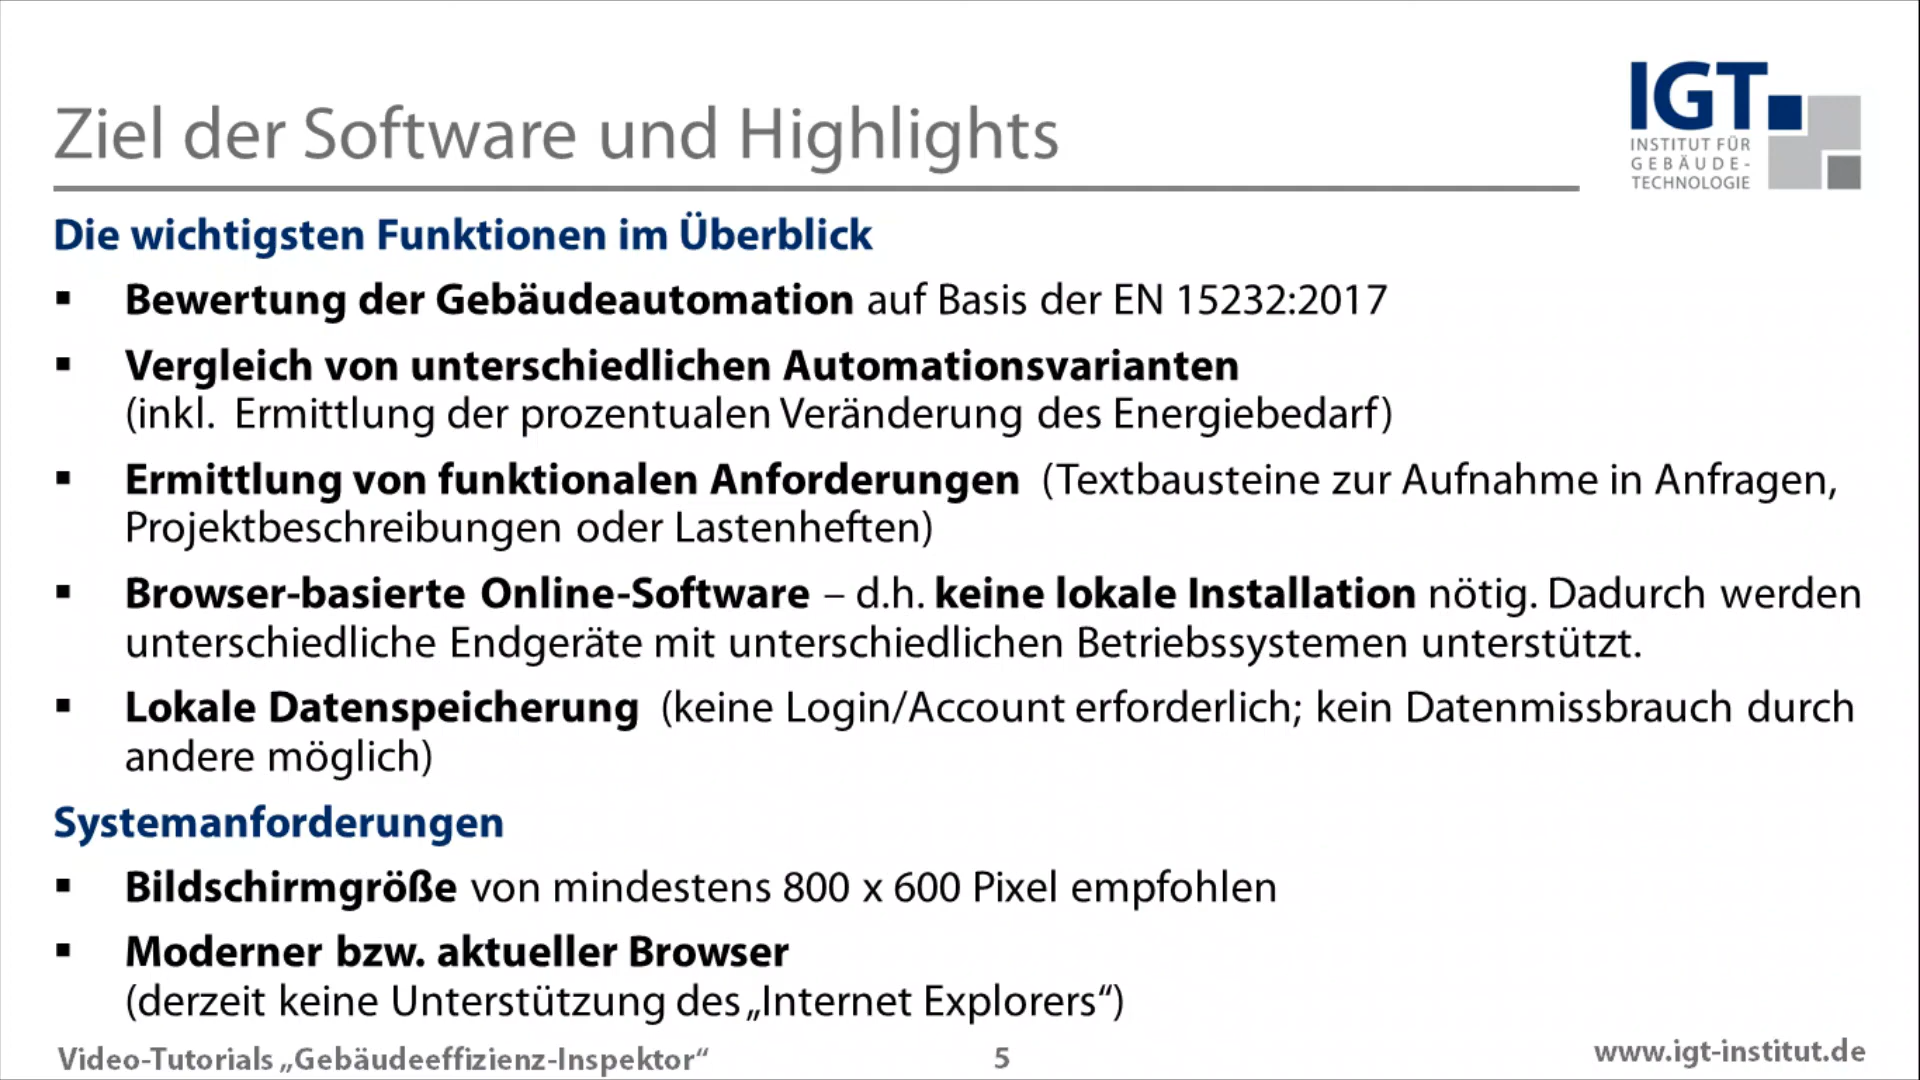 Ziel der Software und Highlights
IGT
INSTITUT FÜR
GEBÄUDE-
TECHNOLOGIE
Die wichtigsten Funktionen im Überblick
▪ Bewertung der Gebäudeautomation auf Basis der EN 15232:2017
▪ Vergleich von unterschiedlichen Automationsvarianten
(inkl. Ermittlung der prozentualen Veränderung des Energiebedarf)
▪ Ermittlung von funktionalen Anforderungen (Textbausteine zur Aufnahme in Anfragen,
Projektbeschreibungen oder Lastenheften)
▪ Browser-basierte Online-Software – d.h. keine lokale Installation nötig. Dadurch werden
unterschiedliche Endgeräte mit unterschiedlichen Betriebssystemen unterstützt.
▪ Lokale Datenspeicherung (keine Login/Account erforderlich; kein Datenmissbrauch durch
andere möglich)
Systemanforderungen
▪ Bildschirmgröße von mindestens 800 x 600 Pixel empfohlen
▪ Moderner bzw. aktueller Browser
(derzeit keine Unterstützung des „Internet Explorers“)
Video-Tutorials „Gebäudeeffizienz-Inspektor“
5
www.igt-institut.de